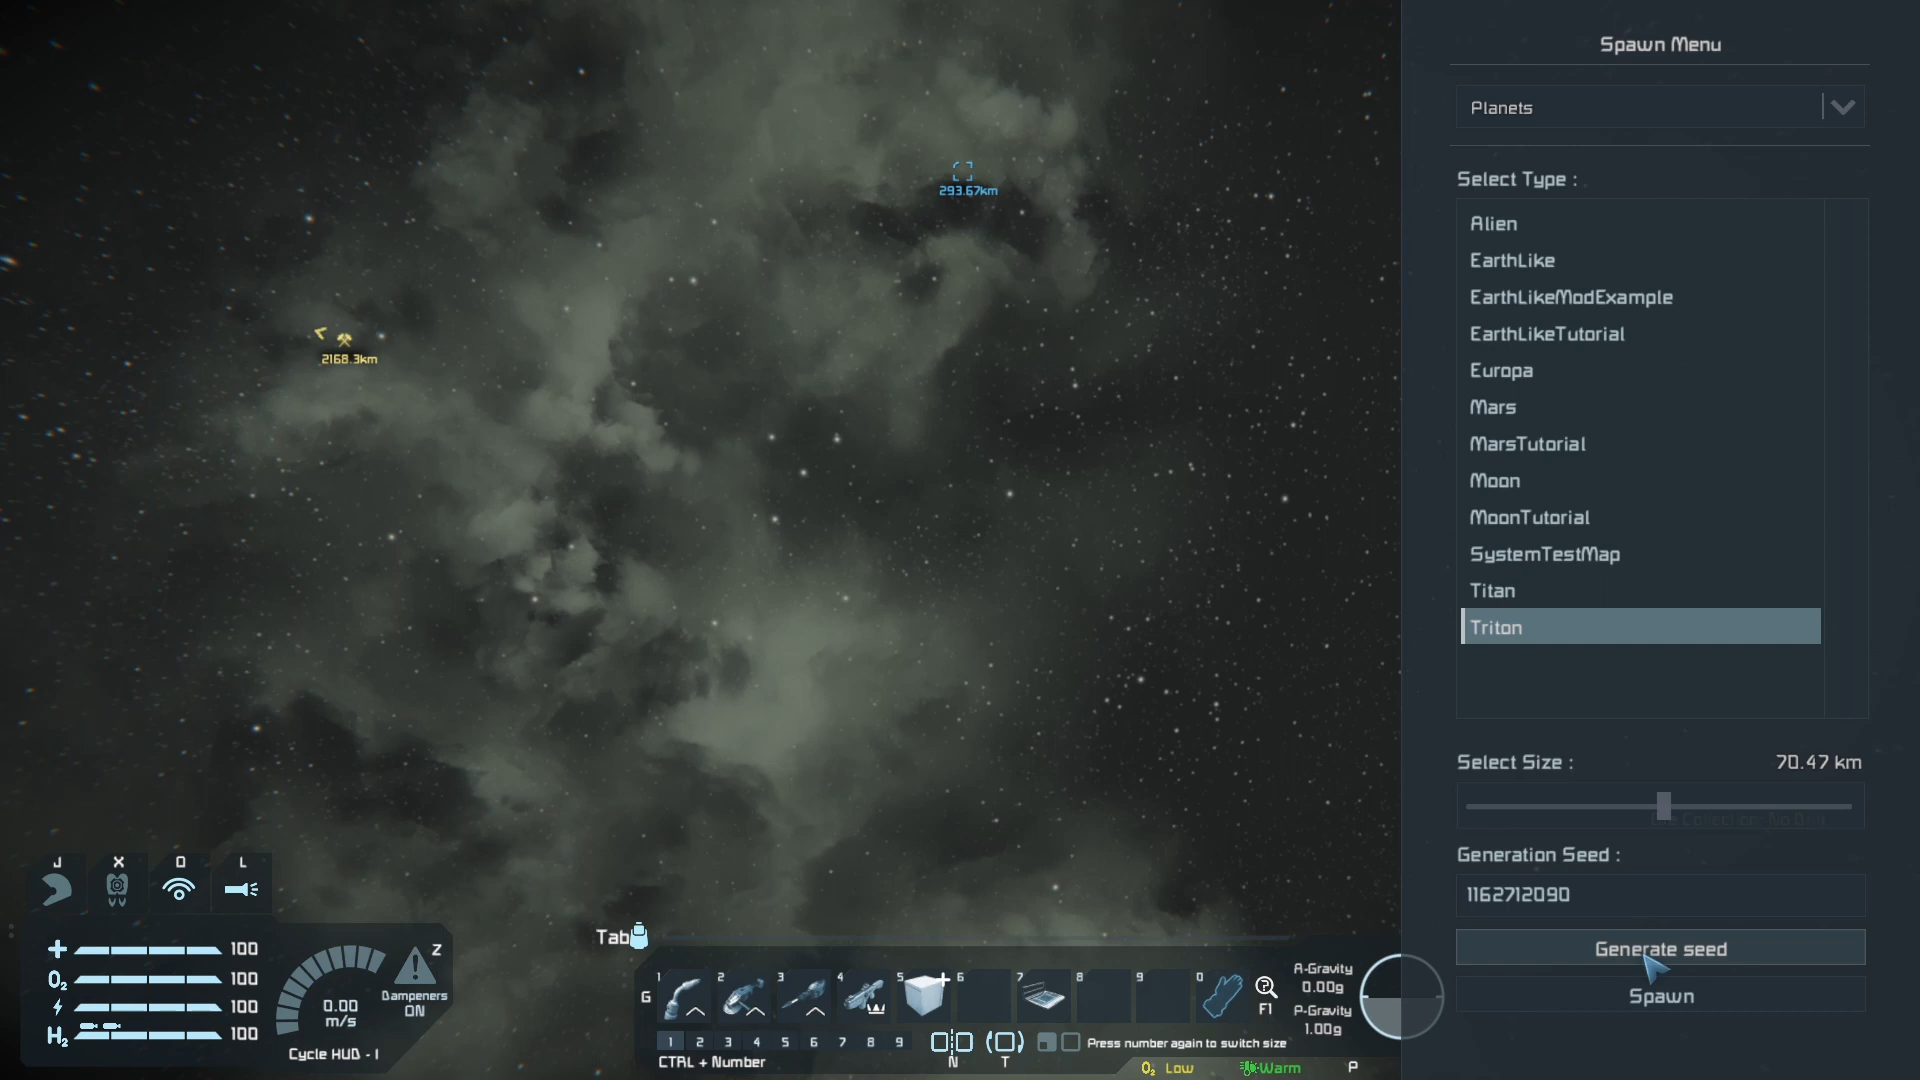 Spawn Menu
Planets
Select Type :
Alien
EarthLike
EarthLikeModExample
EarthLikeTutorial
Europa
Mars
MarsTutorial
Moon
MoonTutorial
SystemTestMap
Titan
Triton
Select Size :
70.47 km
Generation Seed :
1162712090
Generate seed
Spawn
293.67km
2168.3km
J X O L
100
O2 100
100
H2 100
0.00
m/s
Z
Dampeners
ON
Cycle HUD - 1
Tab
G
1 2 3 4 5 6 7 8 9 0
F1
1 2 3 4 5 6 7 8 9
CTRL + Number
N
T
Press number again to switch size
A-Gravity
0.00g
P-Gravity
1.00g
O2 Low
Warm
P